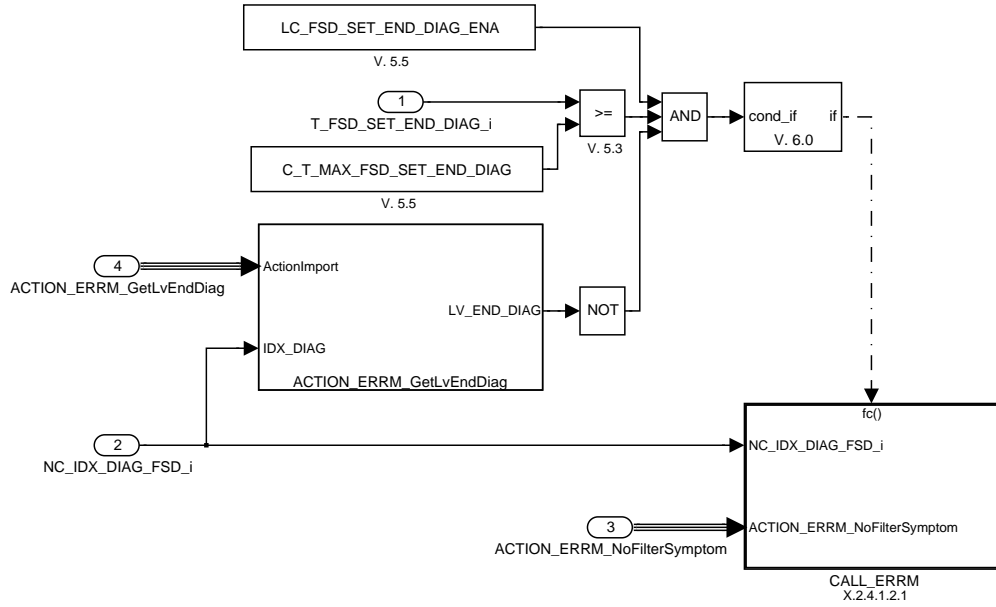 LC_FSD_SET_END_DIAG_ENA
V. 5.5
1
T_FSD_SET_END_DIAG_i
>=
V. 5.3
AND
cond_if
if
V. 6.0
C_T_MAX_FSD_SET_END_DIAG
V. 5.5
4
ACTION_ERRM_GetLvEndDiag
ActionImport
LV_END_DIAG
IDX_DIAG
ACTION_ERRM_GetLvEndDiag
NOT
2
NC_IDX_DIAG_FSD_i
fc()
NC_IDX_DIAG_FSD_i
3
ACTION_ERRM_NoFilterSymptom
ACTION_ERRM_NoFilterSymptom
CALL_ERRM
X.2.4.1.2.1